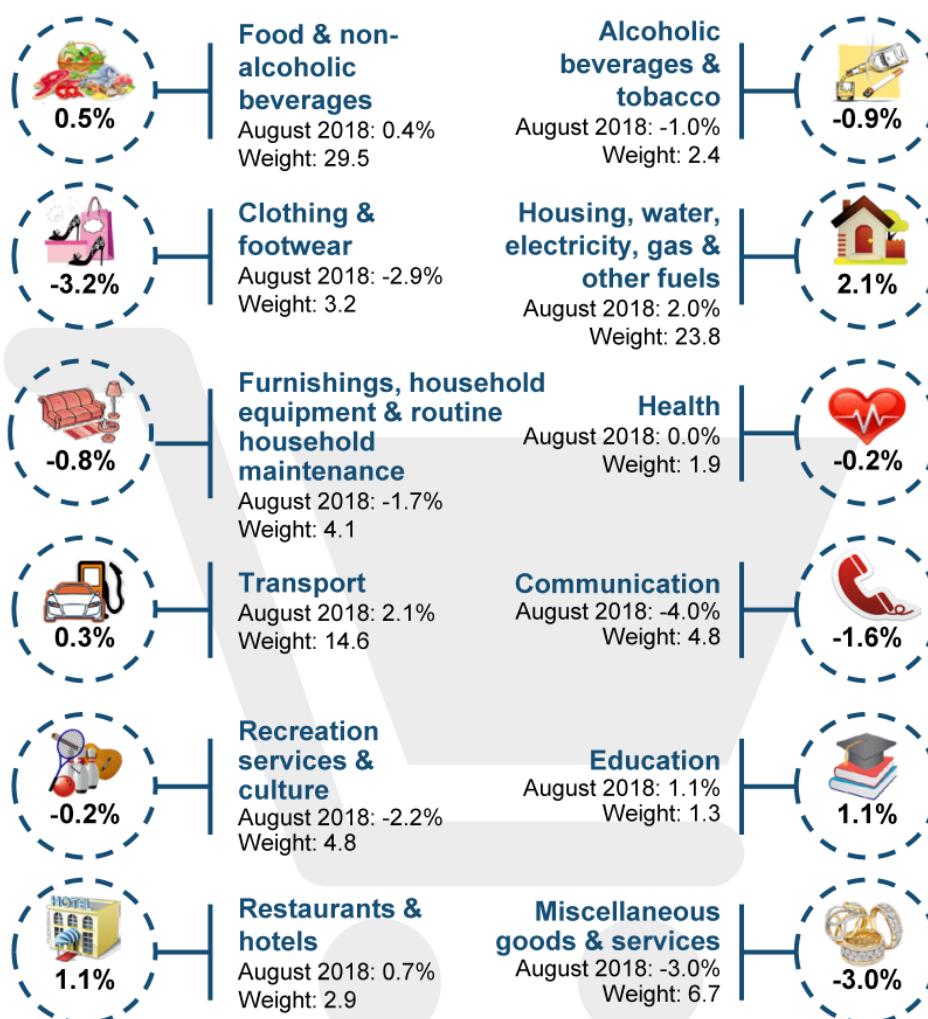 Food & non-
alcoholic
beverages
August 2018: 0.4%
Weight: 29.5
0.5%
Alcoholic
beverages &
tobacco
August 2018: -1.0%
Weight: 2.4
-0.9%
Clothing &
footwear
August 2018: -2.9%
Weight: 3.2
-3.2%
Housing, water,
electricity, gas &
other fuels
August 2018: 2.0%
Weight: 23.8
2.1%
Furnishings, household
equipment & routine
household
maintenance
August 2018: -1.7%
Weight: 4.1
-0.8%
Health
August 2018: 0.0%
Weight: 1.9
-0.2%
Transport
August 2018: 2.1%
Weight: 14.6
0.3%
Communication
August 2018: -4.0%
Weight: 4.8
-1.6%
Recreation
services &
culture
August 2018: -2.2%
Weight: 4.8
-0.2%
Education
August 2018: 1.1%
Weight: 1.3
1.1%
HOTEL
Restaurants &
hotels
August 2018: 0.7%
Weight: 2.9
1.1%
Miscellaneous
goods & services
August 2018: -3.0%
Weight: 6.7
-3.0%